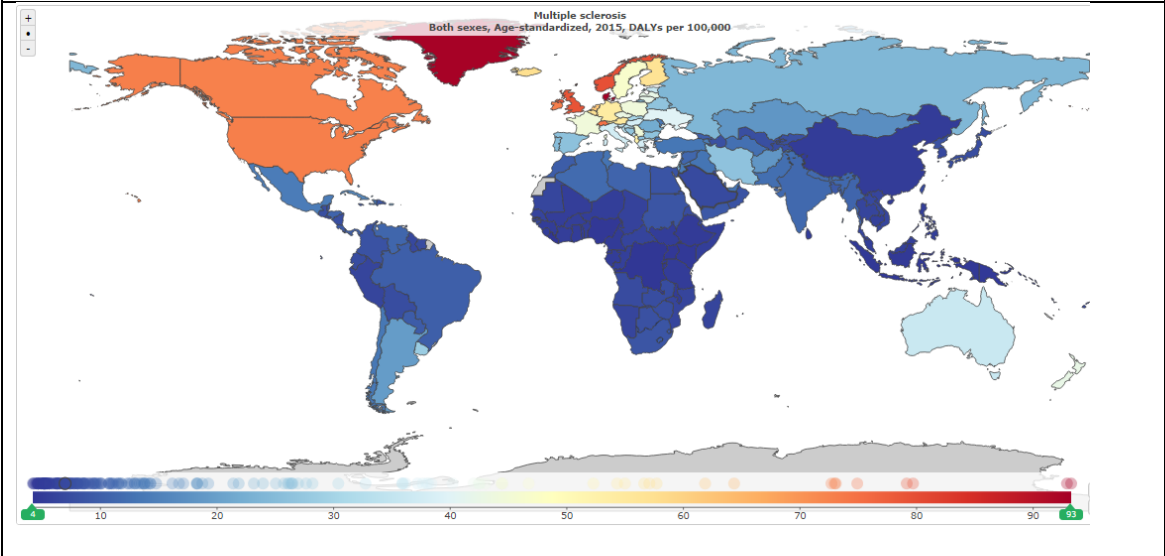 +
Multiple sclerosis
Both sexes, Age-standardized, 2015, DALYs per 100,000
•
-
4 10 20 30 40 50 60 70 80 90 93